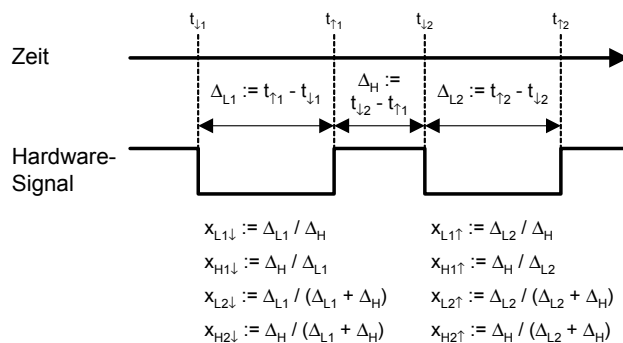 t↓1 t↑1 t↓2 t↑2
Zeit
ΔL1 := t↑1 - t↓1
ΔH :=
t↓2 - t↑1
ΔL2 := t↑2 - t↓2
Hardware-
Signal
xL1↓ := ΔL1 / ΔH
xH1↓ := ΔH / ΔL1
xL2↓ := ΔL1 / (ΔL1 + ΔH)
xH2↓ := ΔH / (ΔL1 + ΔH)
xL1↑ := ΔL2 / ΔH
xH1↑ := ΔH / ΔL2
xL2↑ := ΔL2 / (ΔL2 + ΔH)
xH2↑ := ΔH / (ΔL2 + ΔH)